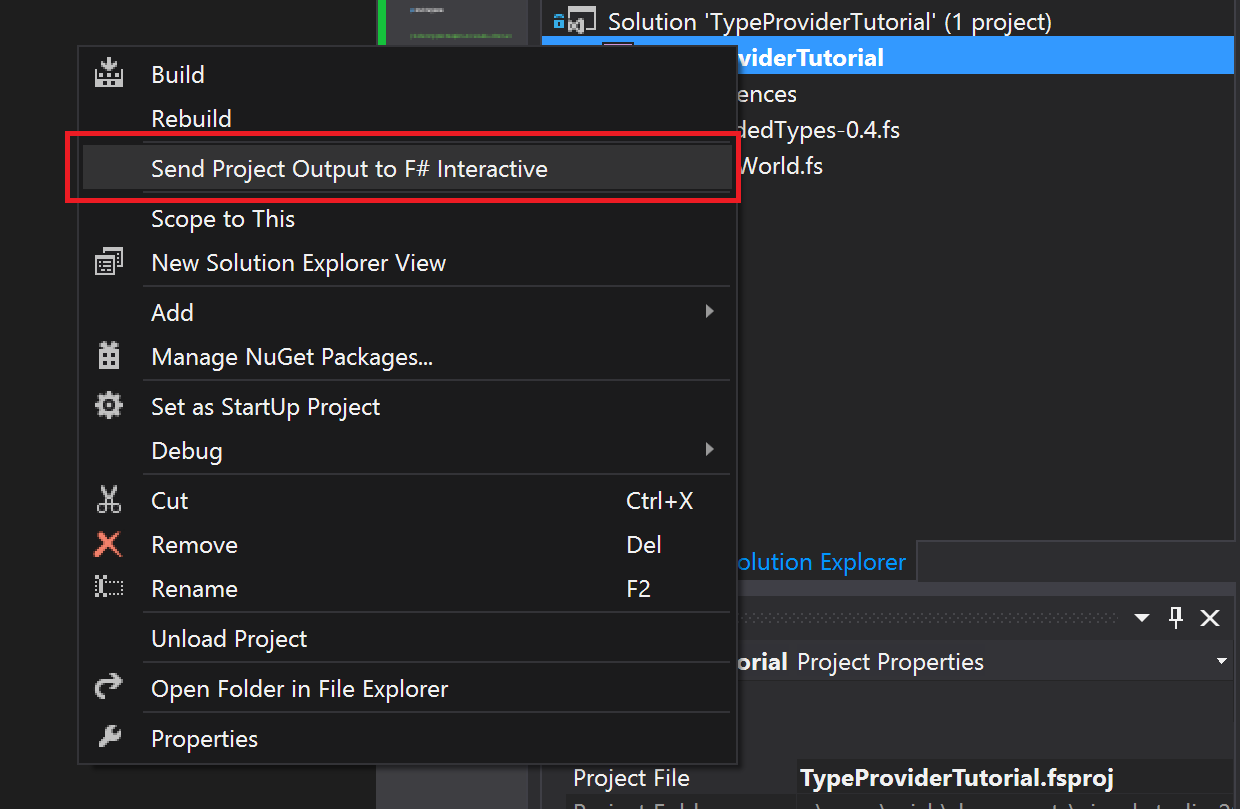 Solution 'TypeProviderTutorial' (1 project)
viderTutorial
ences
dedTypes-0.4.fs
World.fs
Build
Rebuild
Send Project Output to F# Interactive
Scope to This
New Solution Explorer View
Add
Manage NuGet Packages...
Set as StartUp Project
Debug
Cut Ctrl+X
Remove Del
Rename F2
Unload Project
Open Folder in File Explorer
Properties
olution Explorer
orial Project Properties
Project File TypeProviderTutorial.fsproj